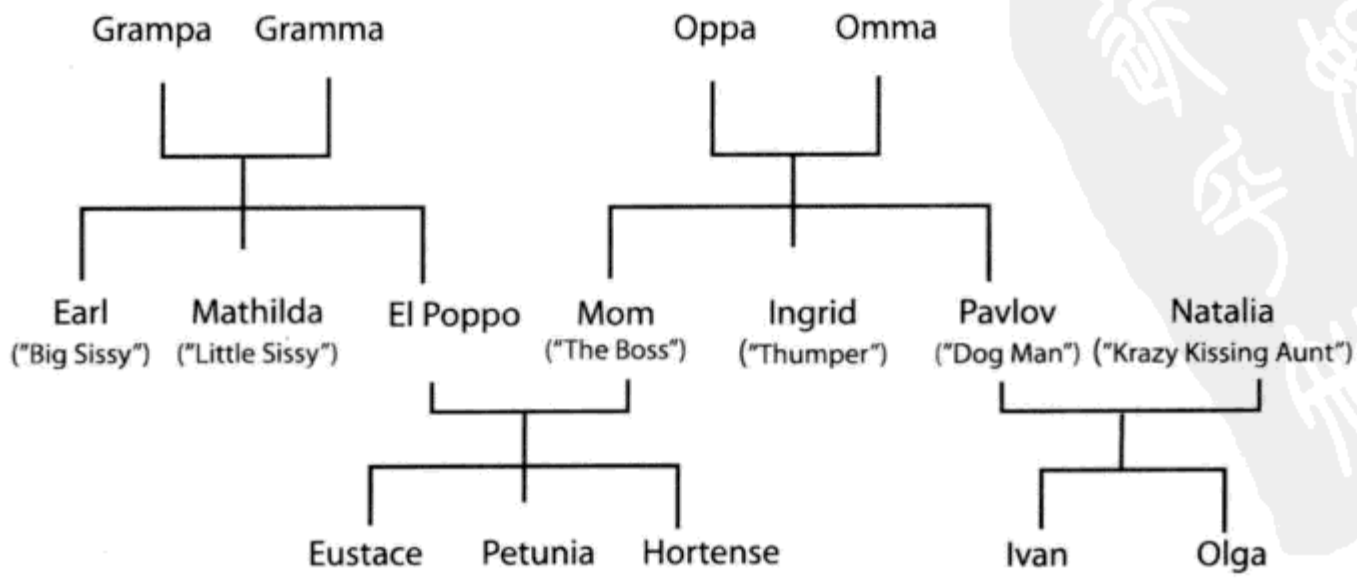 Grampa Gramma Oppa Omma
Earl Mathilda El Poppo Mom Ingrid Pavlov Natalia
("Big Sissy") ("Little Sissy") ("The Boss") ("Thumper") ("Dog Man") ("Krazy Kissing Aunt")
Eustace Petunia Hortense Ivan Olga